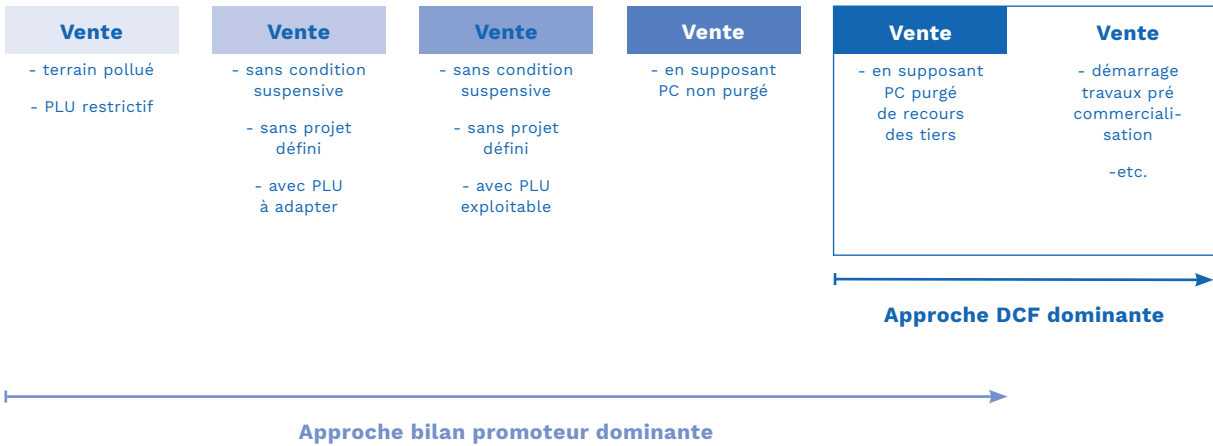 Vente
- terrain pollué
- PLU restrictif
Vente
- sans condition
suspensive
- sans projet
défini
- avec PLU
à adapter
Vente
- sans condition
suspensive
- sans projet
défini
- avec PLU
exploitable
Vente
- en supposant
PC non purgé
Vente
- en supposant
PC purgé
de recours
des tiers
Vente
- démarrage
travaux pré
commerciali-
sation
-etc.
Approche DCF dominante
Approche bilan promoteur dominante